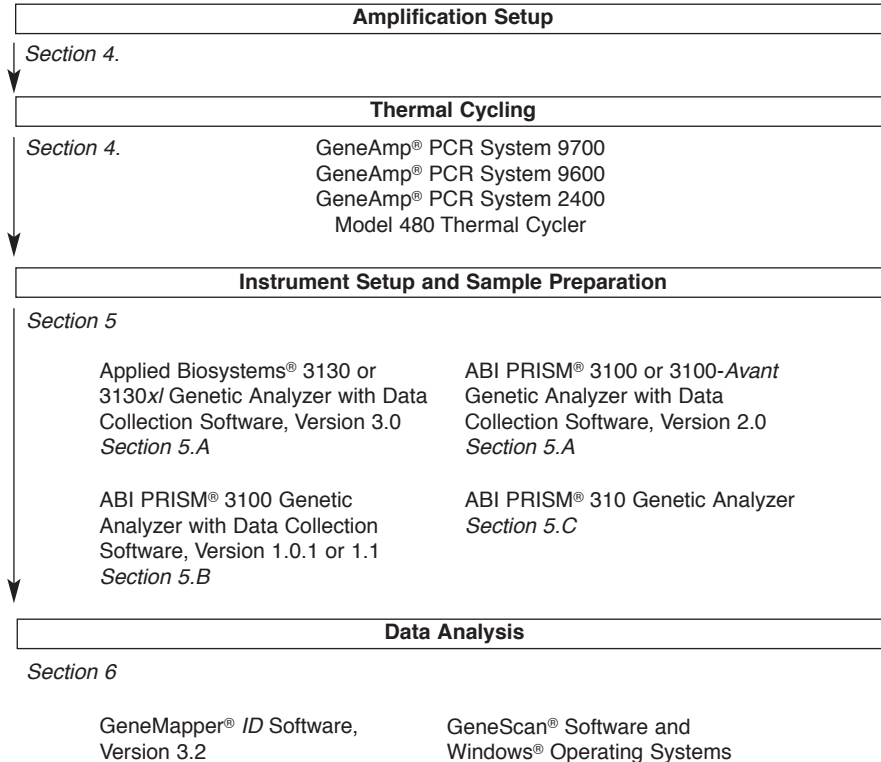 Amplification Setup
Section 4.
Thermal Cycling
Section 4.
GeneAmp® PCR System 9700
GeneAmp® PCR System 9600
GeneAmp® PCR System 2400
Model 480 Thermal Cycler
Instrument Setup and Sample Preparation
Section 5
Applied Biosystems® 3130 or
3130xl Genetic Analyzer with Data
Collection Software, Version 3.0
Section 5.A
ABI PRISM® 3100 or 3100-Avant
Genetic Analyzer with Data
Collection Software, Version 2.0
Section 5.A
ABI PRISM® 3100 Genetic
Analyzer with Data Collection
Software, Version 1.0.1 or 1.1
Section 5.B
ABI PRISM® 310 Genetic Analyzer
Section 5.C
Data Analysis
Section 6
GeneMapper® ID Software,
Version 3.2
GeneScan® Software and
Windows® Operating Systems